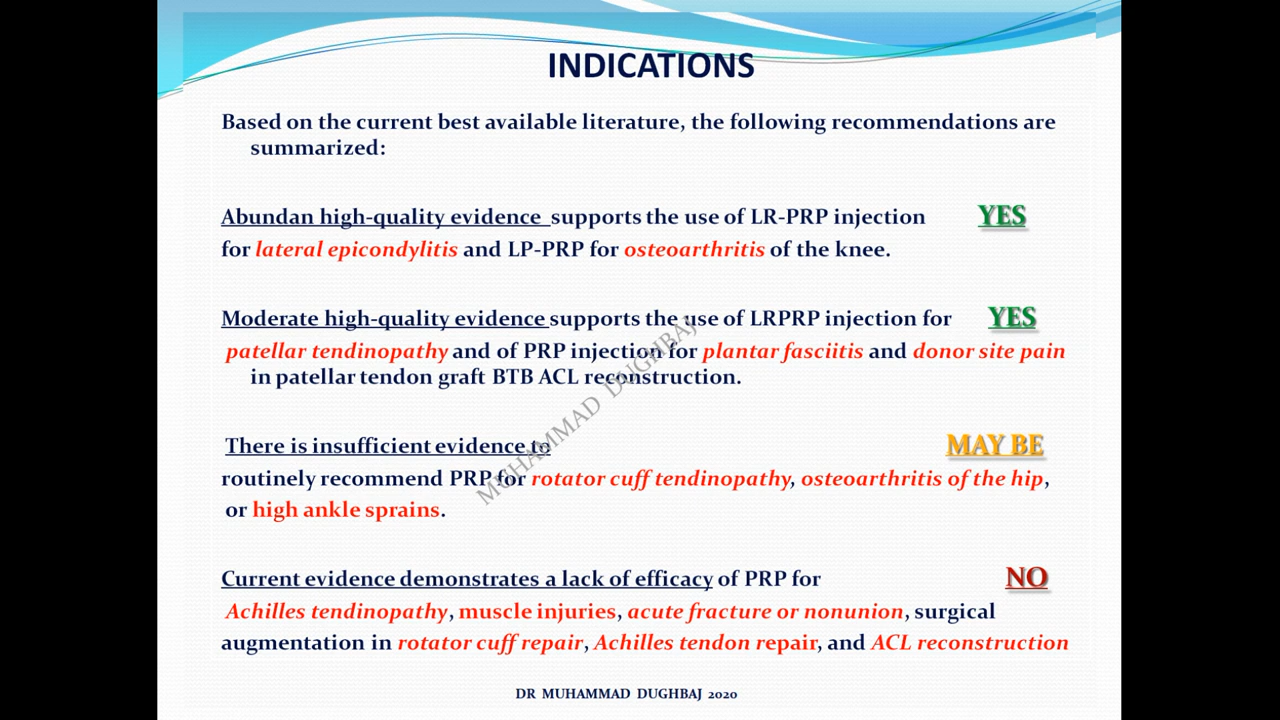 INDICATIONS
Based on the current best available literature, the following recommendations are
summarized:
Abundan high-quality evidence supports the use of LR-PRP injection YES
for lateral epicondylitis and LP-PRP for osteoarthritis of the knee.
Moderate high-quality evidence supports the use of LRPRP injection for YES
patellar tendinopathy and of PRP injection for plantar fasciitis and donor site pain
in patellar tendon graft BTB ACL reconstruction.
There is insufficient evidence to MAY BE
routinely recommend PRP for rotator cuff tendinopathy, osteoarthritis of the hip,
or high ankle sprains.
Current evidence demonstrates a lack of efficacy of PRP for NO
Achilles tendinopathy, muscle injuries, acute fracture or nonunion, surgical
augmentation in rotator cuff repair, Achilles tendon repair, and ACL reconstruction
MUHAMMAD DUGHBAJ
DR MUHAMMAD DUGHBAJ 2020